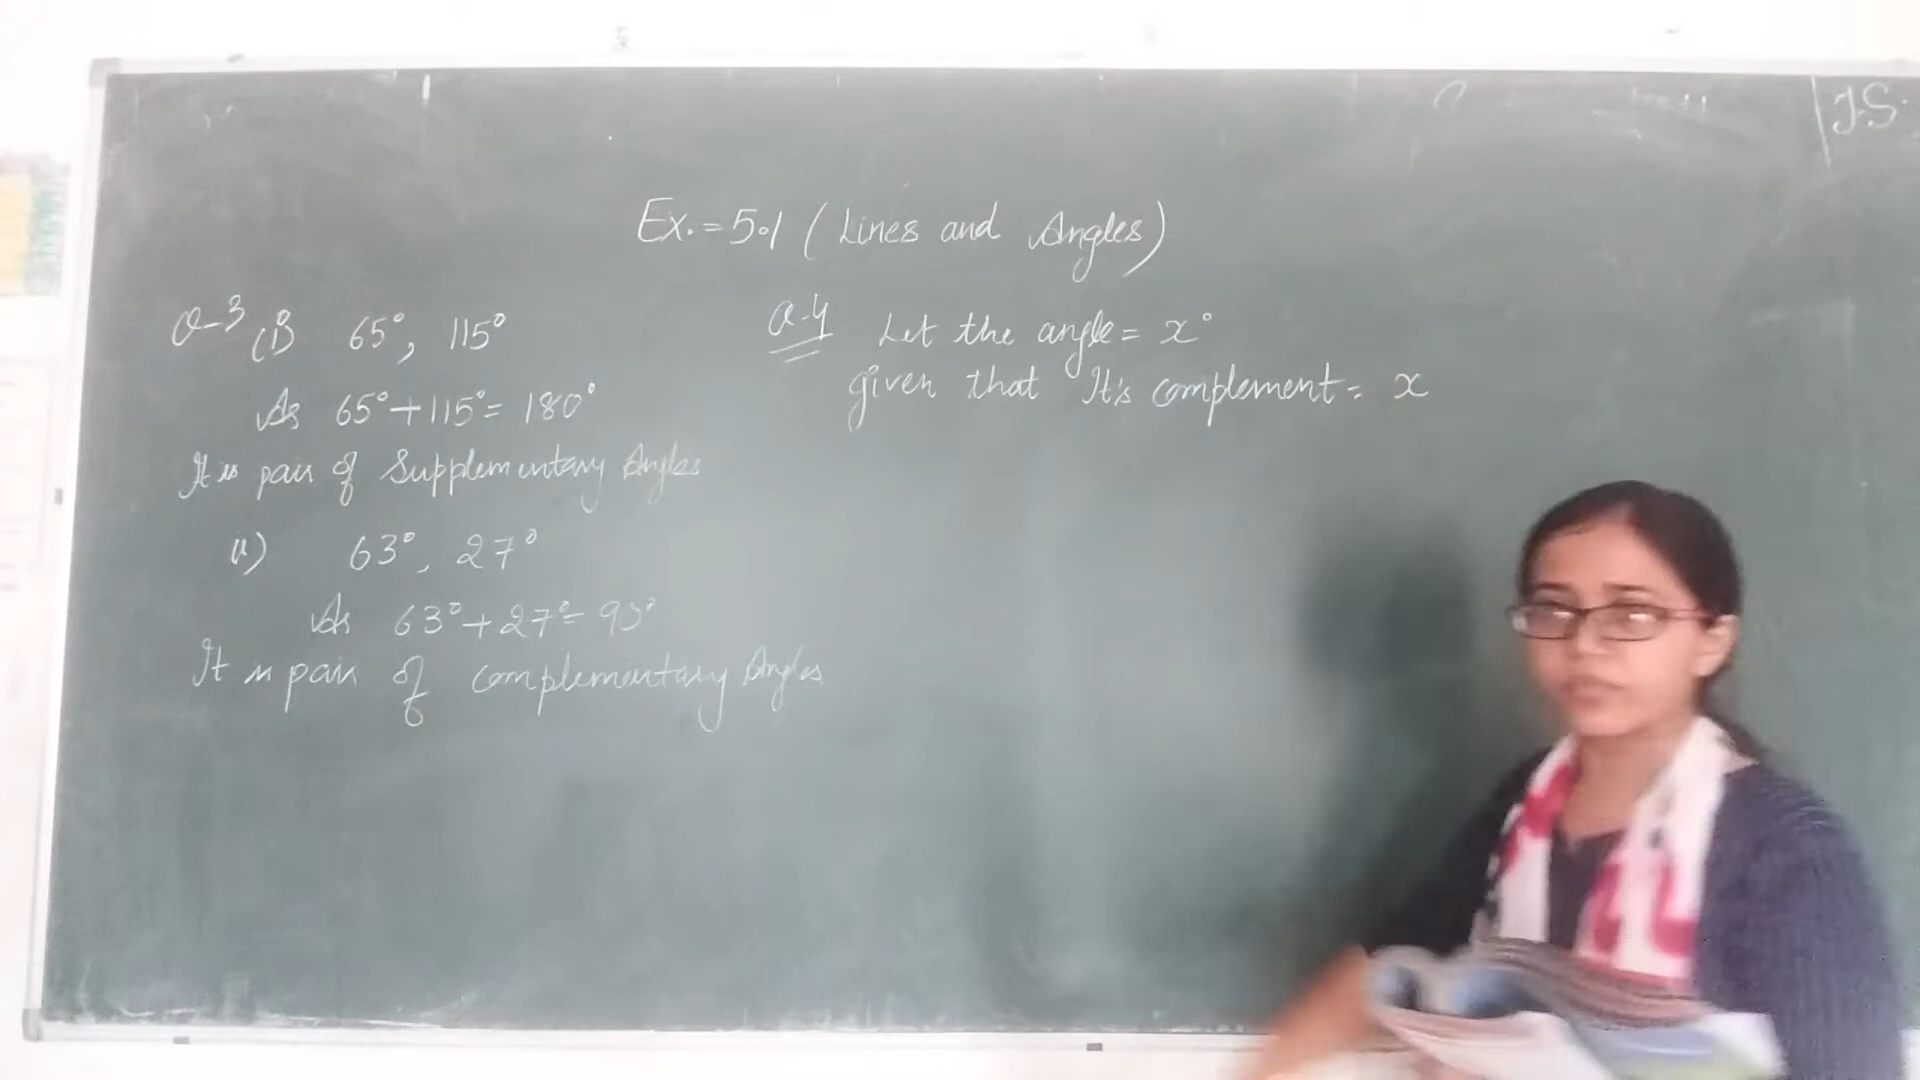 J.S.
Ex. = 5.1 ( Lines and Angles)
Q-3 (i) 65°, 115°
As 65° + 115° = 180°
It is pair of Supplementary Angles
ii) 63°, 27°
As 63° + 27° = 90°
It is pair of complementary Angles
Q-4 Let the angle = x°
given that It's complement = x